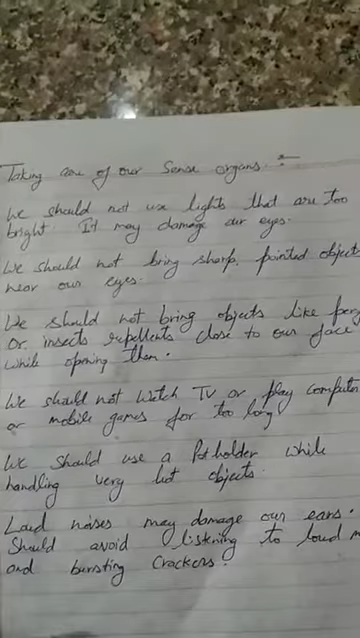 Taking care of our Sense organs :-
We should not use lights that are too
bright. It may damage our eyes.
We should not bring sharp, pointed objects
near our eyes.
We should not bring objects like
or insects repellents close to our face
while opening them.
We should not watch TV or play computer
or mobile games for too long
We should use a Potholder while
handling very hot objects.
Loud noises may damage our ears.
Should avoid listening to loud
and bursting Crackers.